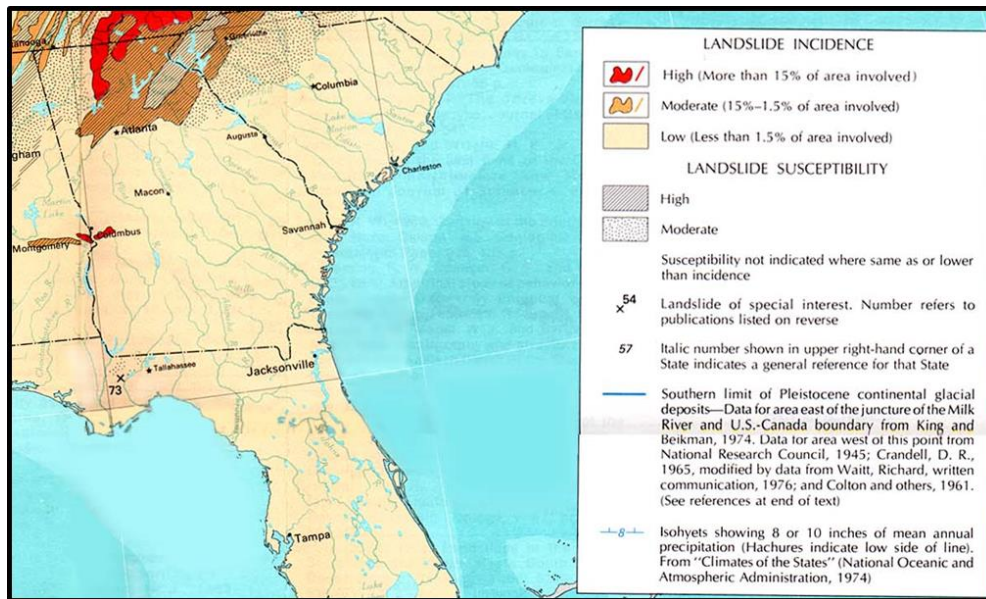 Greenville
Columbia
Atlanta
Augusta
Charleston
gham
Macon
Savannah
Columbus
Montgomery
Tallahassee
73
Jacksonville
Tampa
LANDSLIDE INCIDENCE
High (More than 15% of area involved)
Moderate (15%–1.5% of area involved)
Low (Less than 1.5% of area involved)
LANDSLIDE SUSCEPTIBILITY
High
Moderate
Susceptibility not indicated where same as or lower
than incidence
54
Landslide of special interest. Number refers to
publications listed on reverse
57
Italic number shown in upper right-hand corner of a
State indicates a general reference for that State
Southern limit of Pleistocene continental glacial
deposits—Data for area east of the juncture of the Milk
River and U.S.-Canada boundary from King and
Beikman, 1974. Data for area west of this point from
National Research Council, 1945; Crandell, D. R.,
1965, modified by data from Waitt, Richard, written
communication, 1976; and Colton and others, 1961.
(See references at end of text)
8
Isohyets showing 8 or 10 inches of mean annual
precipitation (Hachures indicate low side of line).
From "Climates of the States" (National Oceanic and
Atmospheric Administration, 1974)